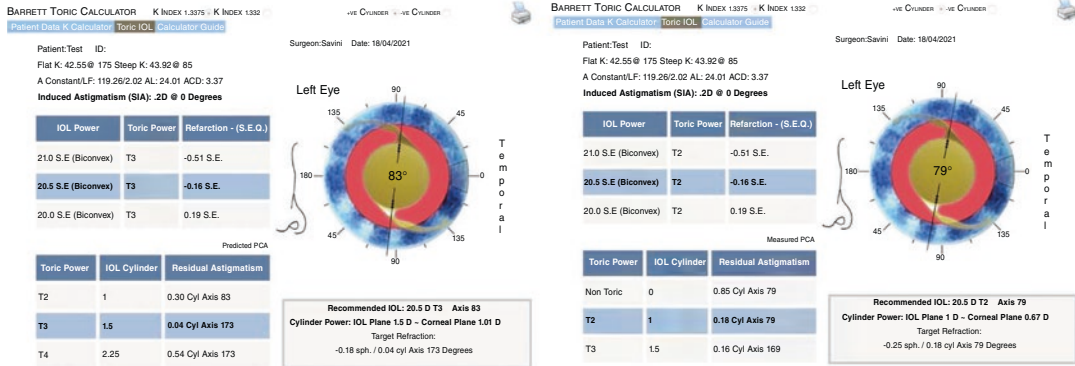 BARRETT TORIC CALCULATOR K INDEX 1.3375 K INDEX 1.332
+VE CYLINDER -VE CYLINDER
Patient Data K Calculator Toric IOL Calculator Guide
Surgeon:Savini Date: 18/04/2021
Patient:Test ID:
Flat K: 42.55@ 175 Steep K: 43.92@ 85
A Constant/LF: 119.26/2.02 AL: 24.01 ACD: 3.37
Induced Astigmatism (SIA): .2D @ 0 Degrees
IOL Power Toric Power Refarction - (S.E.Q.)
21.0 S.E (Biconvex) T3 -0.51 S.E.
20.5 S.E (Biconvex) T3 -0.16 S.E.
20.0 S.E (Biconvex) T3 0.19 S.E.
Left Eye
90
135 45
180 83° 0
45 135
90
Temporal
Predicted PCA
Toric Power IOL Cylinder Residual Astigmatism
T2 1 0.30 Cyl Axis 83
T3 1.5 0.04 Cyl Axis 173
T4 2.25 0.54 Cyl Axis 173
Recommended IOL: 20.5 D T3 Axis 83
Cylinder Power: IOL Plane 1.5 D ~ Corneal Plane 1.01 D
Target Refraction:
-0.18 sph. / 0.04 cyl Axis 173 Degrees
BARRETT TORIC CALCULATOR K INDEX 1.3375 K INDEX 1.332
+VE CYLINDER -VE CYLINDER
Patient Data K Calculator Toric IOL Calculator Guide
Surgeon:Savini Date: 18/04/2021
Patient:Test ID:
Flat K: 42.55@ 175 Steep K: 43.92@ 85
A Constant/LF: 119.26/2.02 AL: 24.01 ACD: 3.37
Induced Astigmatism (SIA): .2D @ 0 Degrees
IOL Power Toric Power Refarction - (S.E.Q.)
21.0 S.E (Biconvex) T2 -0.51 S.E.
20.5 S.E (Biconvex) T2 -0.16 S.E.
20.0 S.E (Biconvex) T2 0.19 S.E.
Left Eye
90
135 45
180 79° 0
45 135
90
Temporal
Measured PCA
Toric Power IOL Cylinder Residual Astigmatism
Non Toric 0 0.85 Cyl Axis 79
T2 1 0.18 Cyl Axis 79
T3 1.5 0.16 Cyl Axis 169
Recommended IOL: 20.5 D T2 Axis 79
Cylinder Power: IOL Plane 1 D ~ Corneal Plane 0.67 D
Target Refraction:
-0.25 sph. / 0.18 cyl Axis 79 Degrees